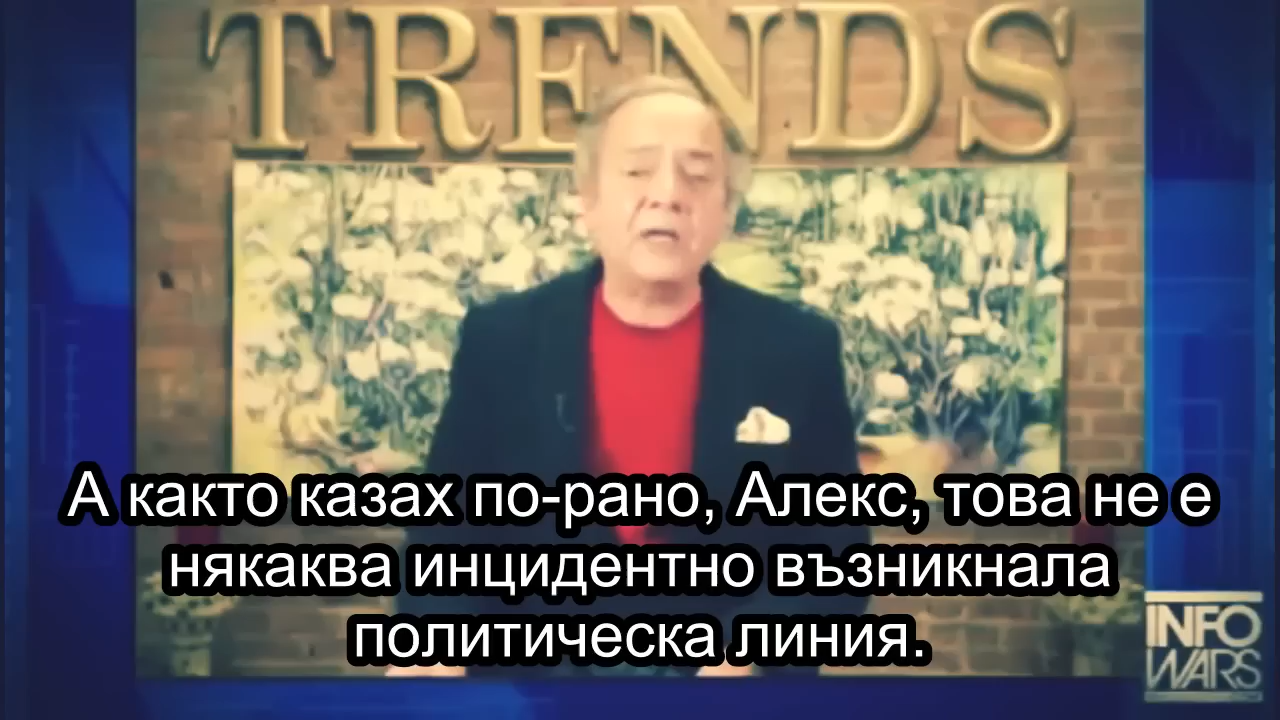 TRENDS
А както казах по-рано, Алекс, това не е
някаква инцидентно възникнала
политическа линия.
INFO
WARS